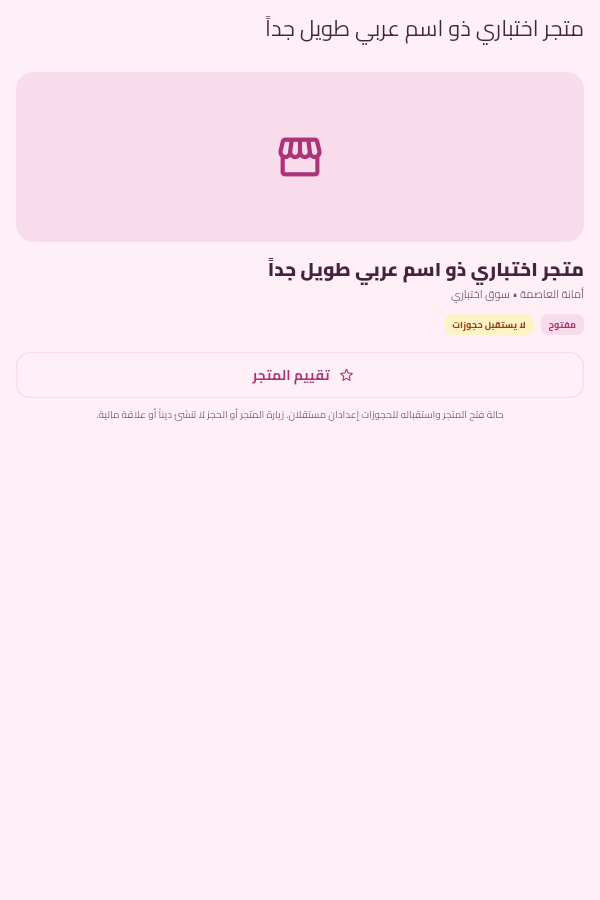 متجر اختباري ذو اسم عربي طويل جداً
متجر اختباري ذو اسم عربي طويل جداً
أمانة العاصمة • سوق اختباري
مفتوح
لا يستقبل حجوزات
تقييم المتجر
حالة فتح المتجر واستقباله للحجوزات إعدادان مستقلان. زيارة المتجر أو الحجز لا تنشئ ديناً أو علاقة مالية.